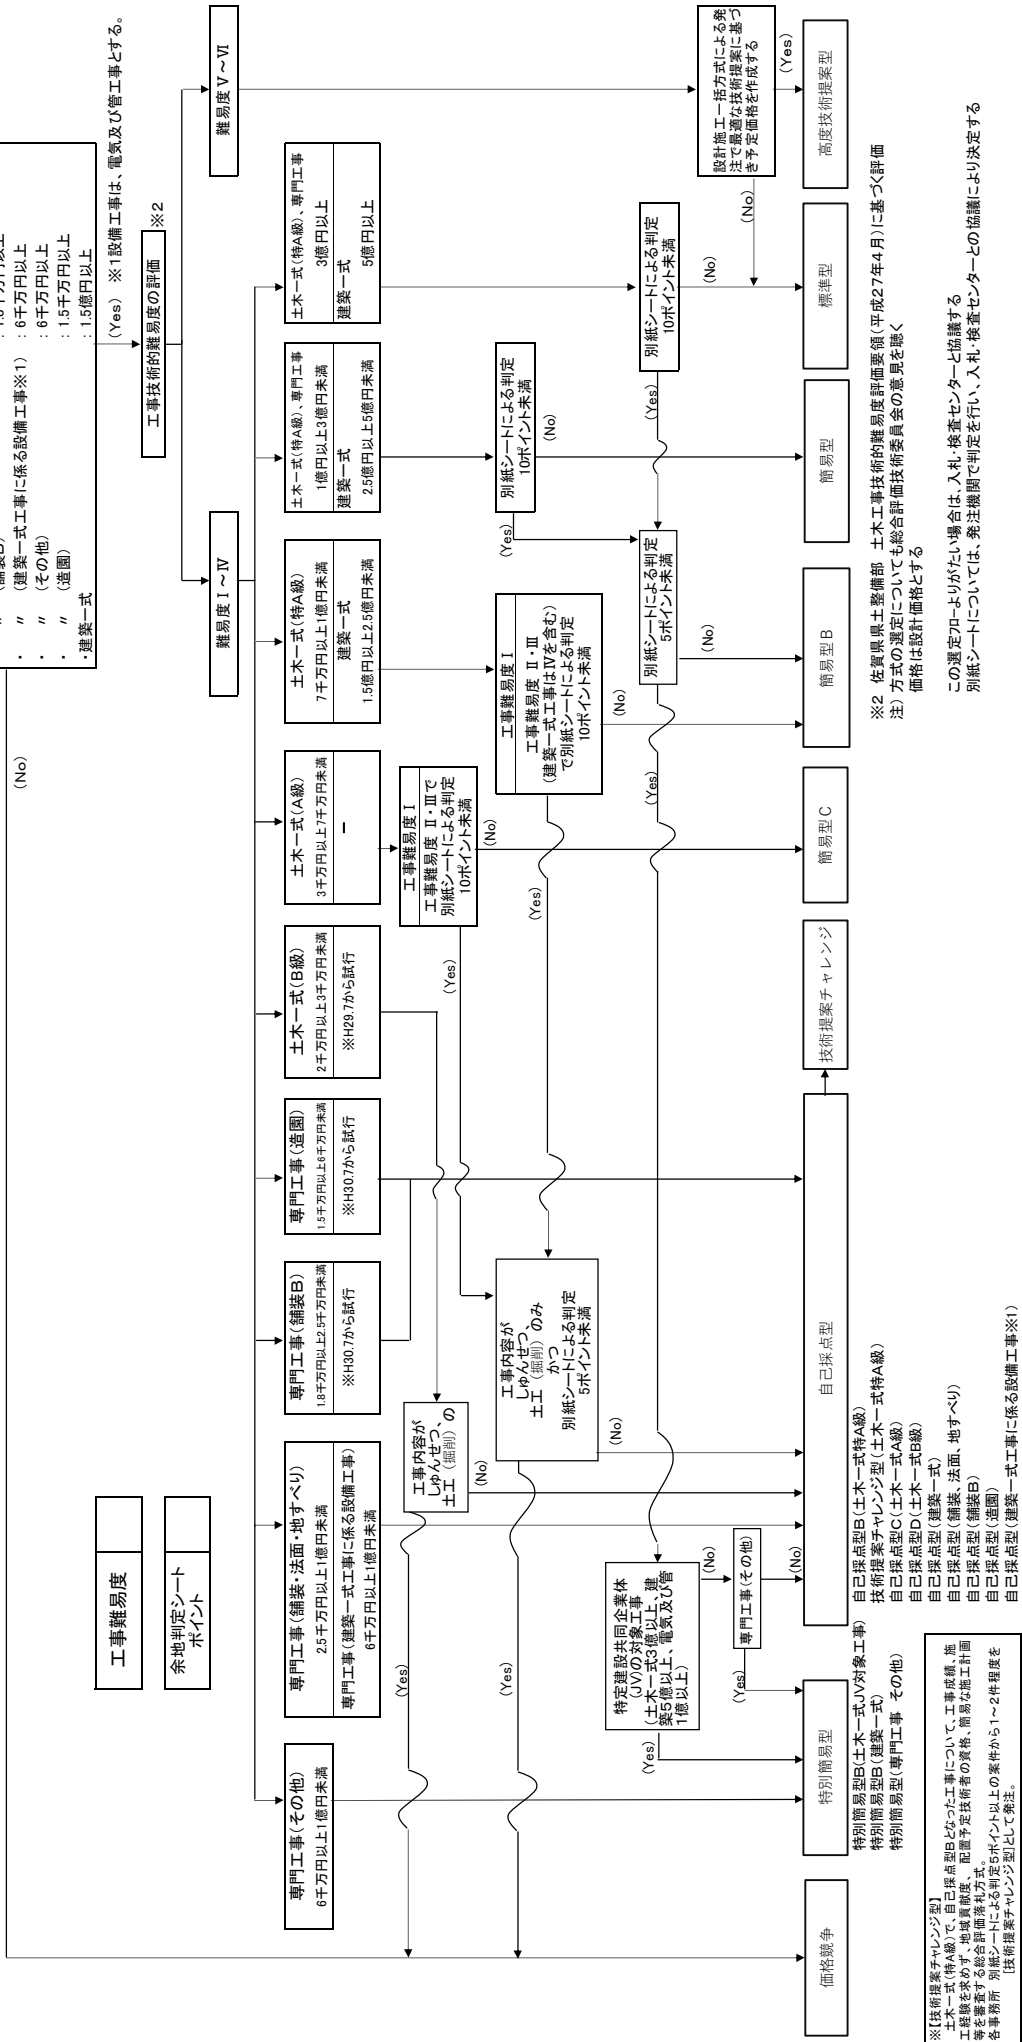 〃 (建築一式工事に係る設備工事※1) : 6千万円以上
・ 〃 (その他) : 6千万円以上
・ 〃 (造園) : 1.5千万円以上
・建築一式 : 1.5億円以上
(No)
(Yes) ※1設備工事は、電気及び管工事とする。
工事技術的難易度の評価 ※2
工事難易度
余地判定シート
ポイント
難易度Ⅰ~Ⅳ
難易度Ⅴ~Ⅵ
専門工事(その他)
6千万円以上1億円未満
専門工事(舗装・法面・地すべり)
2.5千万円以上1億円未満
専門工事(建築一式工事に係る設備工事)
6千万円以上1億円未満
専門工事(舗装B)
1.8千万円以上2.5千万円未満
※H30.7から試行
専門工事(造園)
1.5千万円以上6千万円未満
※H30.7から試行
土木一式(B級)
2千万円以上3千万円未満
※H29.7から試行
土木一式(A級)
3千万円以上7千万円未満
-
土木一式(特A級)
7千万円以上1億円未満
建築一式
1.5億円以上2.5億円未満
土木一式(特A級)、専門工事
1億円以上3億円未満
建築一式
2.5億円以上5億円未満
土木一式(特A級)、専門工事
3億円以上
建築一式
5億円以上
工事難易度Ⅰ
工事難易度 Ⅱ・Ⅲで
別紙シートによる判定
10ポイント未満
(Yes)
(No)
工事内容が
しゅんせつ、
土工(掘削)の
(Yes)
(No)
工事難易度Ⅰ
工事難易度 Ⅱ・Ⅲ
(建築一式工事はⅣを含む)
で別紙シートによる判定
10ポイント未満
(Yes)
(No)
別紙シートによる判定
10ポイント未満
(Yes)
(No)
工事内容が
しゅんせつ、
土工(掘削)のみ
かつ
別紙シートによる判定
5ポイント未満
(Yes)
(No)
別紙シートによる判定
10ポイント未満
(Yes)
(No)
別紙シートによる判定
5ポイント未満
(Yes)
(No)
特定建設共同企業体
(JV)の対象工事
(土木一式3億以上、建
築5億以上、電気及び管
1億以上)
(Yes)
(No)
専門工事(その他)
(Yes)
(No)
設計施工一括方式による発
注で最適な技術提案に基づ
き予定価格を作成する
(No)
(Yes)
価格競争
特別簡易型
自己採点型
技術提案チャレンジ
簡易型C
簡易型B
簡易型
標準型
高度技術提案型
特別簡易型B(土木一式JV対象工事)
特別簡易型B(建築一式)
特別簡易型(専門工事 その他)
自己採点型B(土木一式特A級)
技術提案チャレンジ型(土木一式特A級)
自己採点型C(土木一式A級)
自己採点型D(土木一式B級)
自己採点型(建築一式)
自己採点型(舗装、法面、地すべり)
自己採点型(舗装B)
自己採点型(造園)
自己採点型(建築一式工事に係る設備工事※1)
※2 佐賀県県土整備部 土木工事技術的難易度評価要領(平成27年4月)に基づく評価
注) 方式の選定についても総合評価技術委員会の意見を聴く
価格は設計価格とする
この選定フローよりがたい場合は、入札・検査センターと協議する
別紙シートについては、発注機関で判定を行い、入札・検査センターとの協議により決定する
※【技術提案チャレンジ型】
土木一式(特A級)で、自己採点型Bとなった工事について、工事成績、施
工経験を求めず、地域貢献度、配置予定技術者の資格、簡易な施工計画
等を審査する総合評価落札方式。
各事務所 別紙シートによる判定5ポイント以上の案件から1~2件程度を
[技術提案チャレンジ型]として発注。